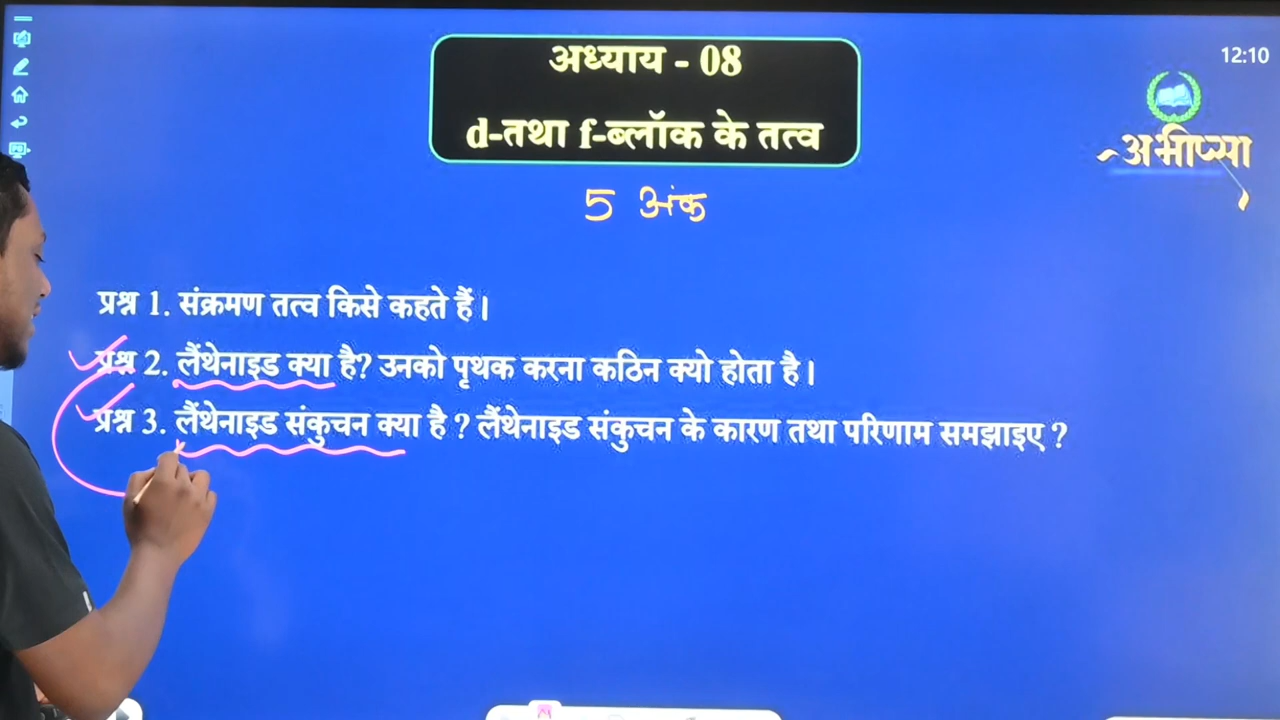 अध्याय - 08
d-तथा f-ब्लॉक के तत्व
12:10
अभीप्सा
5 अंक
प्रश्न 1. संक्रमण तत्व किसे कहते हैं।
प्रश्न 2. लैंथेनाइड क्या है? उनको पृथक करना कठिन क्यो होता है।
प्रश्न 3. लैंथेनाइड संकुचन क्या है ? लैंथेनाइड संकुचन के कारण तथा परिणाम समझाइए ?